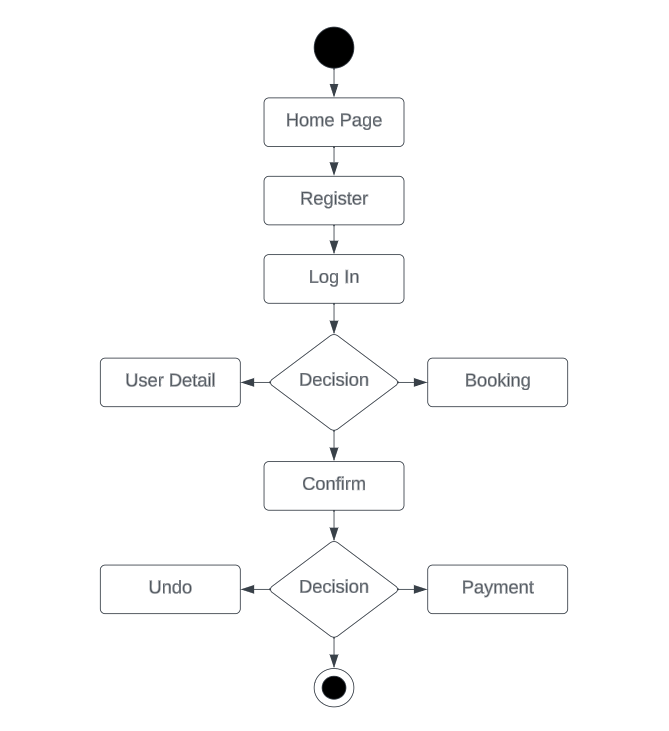 Home Page
Register
Log In
User Detail
Decision
Booking
Confirm
Undo
Decision
Payment